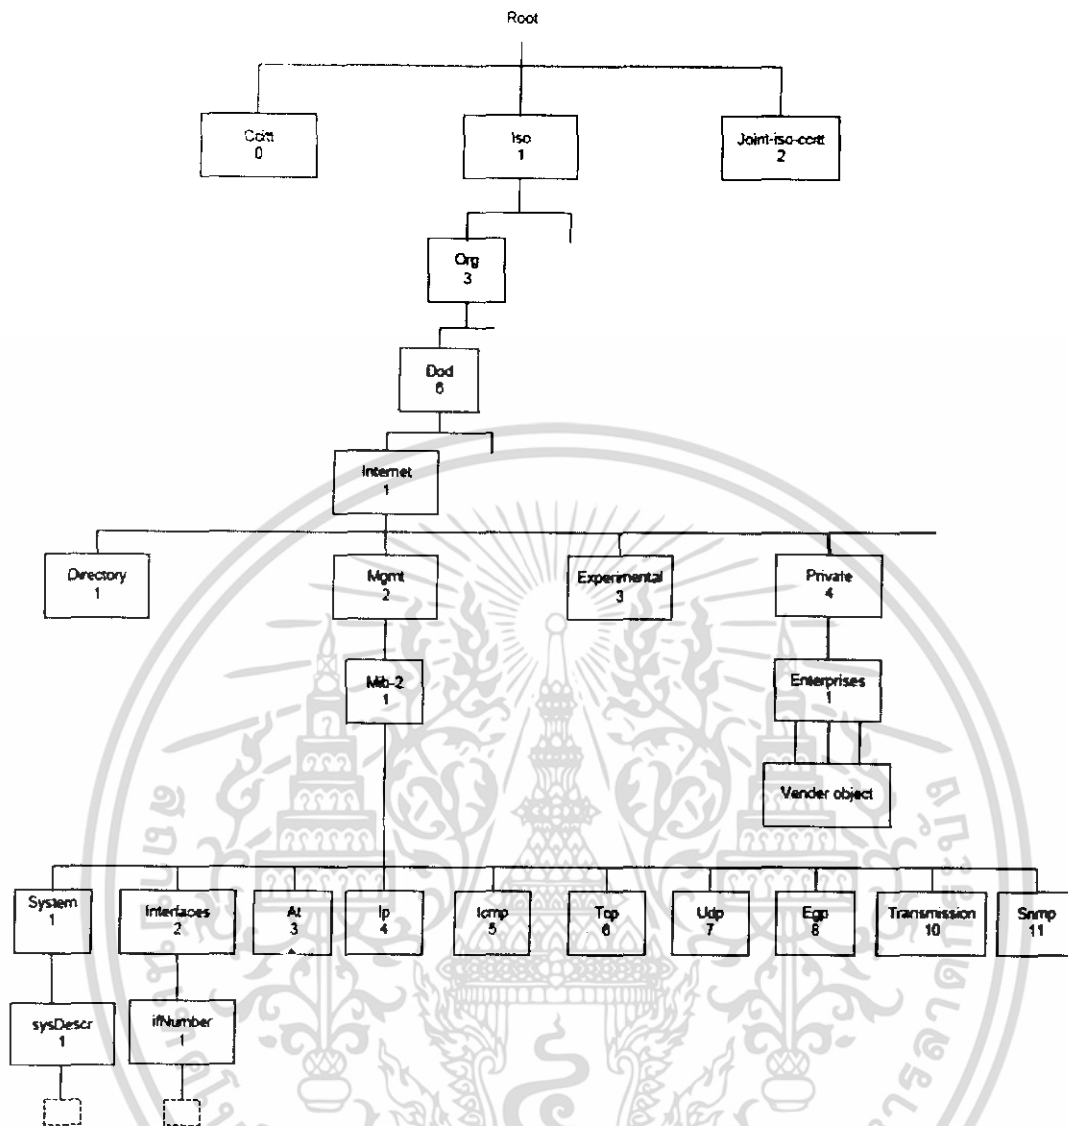 Root
Ccitt
0
Iso
1
Joint-iso-ccitt
2
Org
3
Dod
6
Internet
1
Directory
1
Mgmt
2
Experimental
3
Private
4
Mib-2
1
Enterprises
1
Vender object
System
1
Interfaces
2
At
3
Ip
4
Icmp
5
Tcp
6
Udp
7
Egp
8
Transmission
10
Snmp
11
sysDescr
1
ifNumber
1